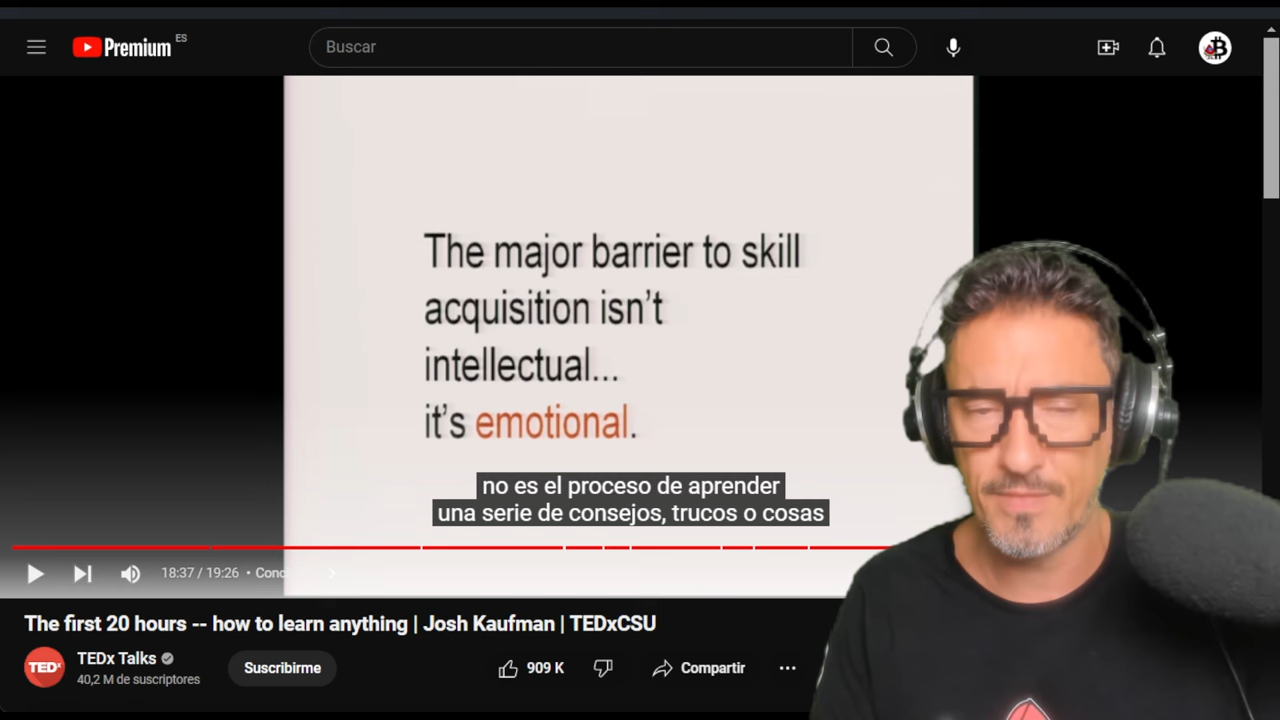 Premium ES
Buscar
The major barrier to skill
acquisition isn't
intellectual...
it's emotional.
no es el proceso de aprender
una serie de consejos, trucos o cosas
18:37 / 19:26 •
The first 20 hours -- how to learn anything | Josh Kaufman | TEDxCSU
TEDx
TEDx Talks
40,2 M de suscriptores
Suscribirme
909 K
Compartir